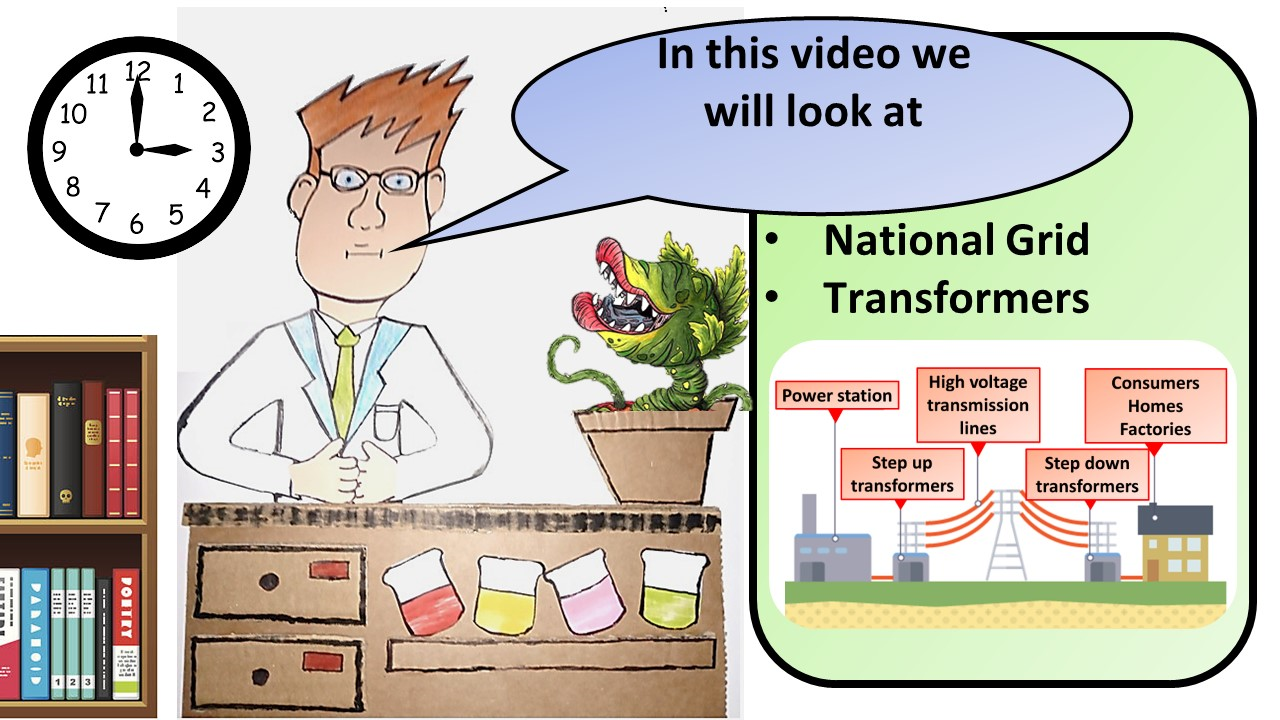 In this video we
will look at
• National Grid
• Transformers
Power station
High voltage
transmission
lines
Consumers
Homes
Factories
Step up
transformers
Step down
transformers
12
1
2
3
4
5
6
7
8
9
10
11
PARANOID
1 2 3
POETRY